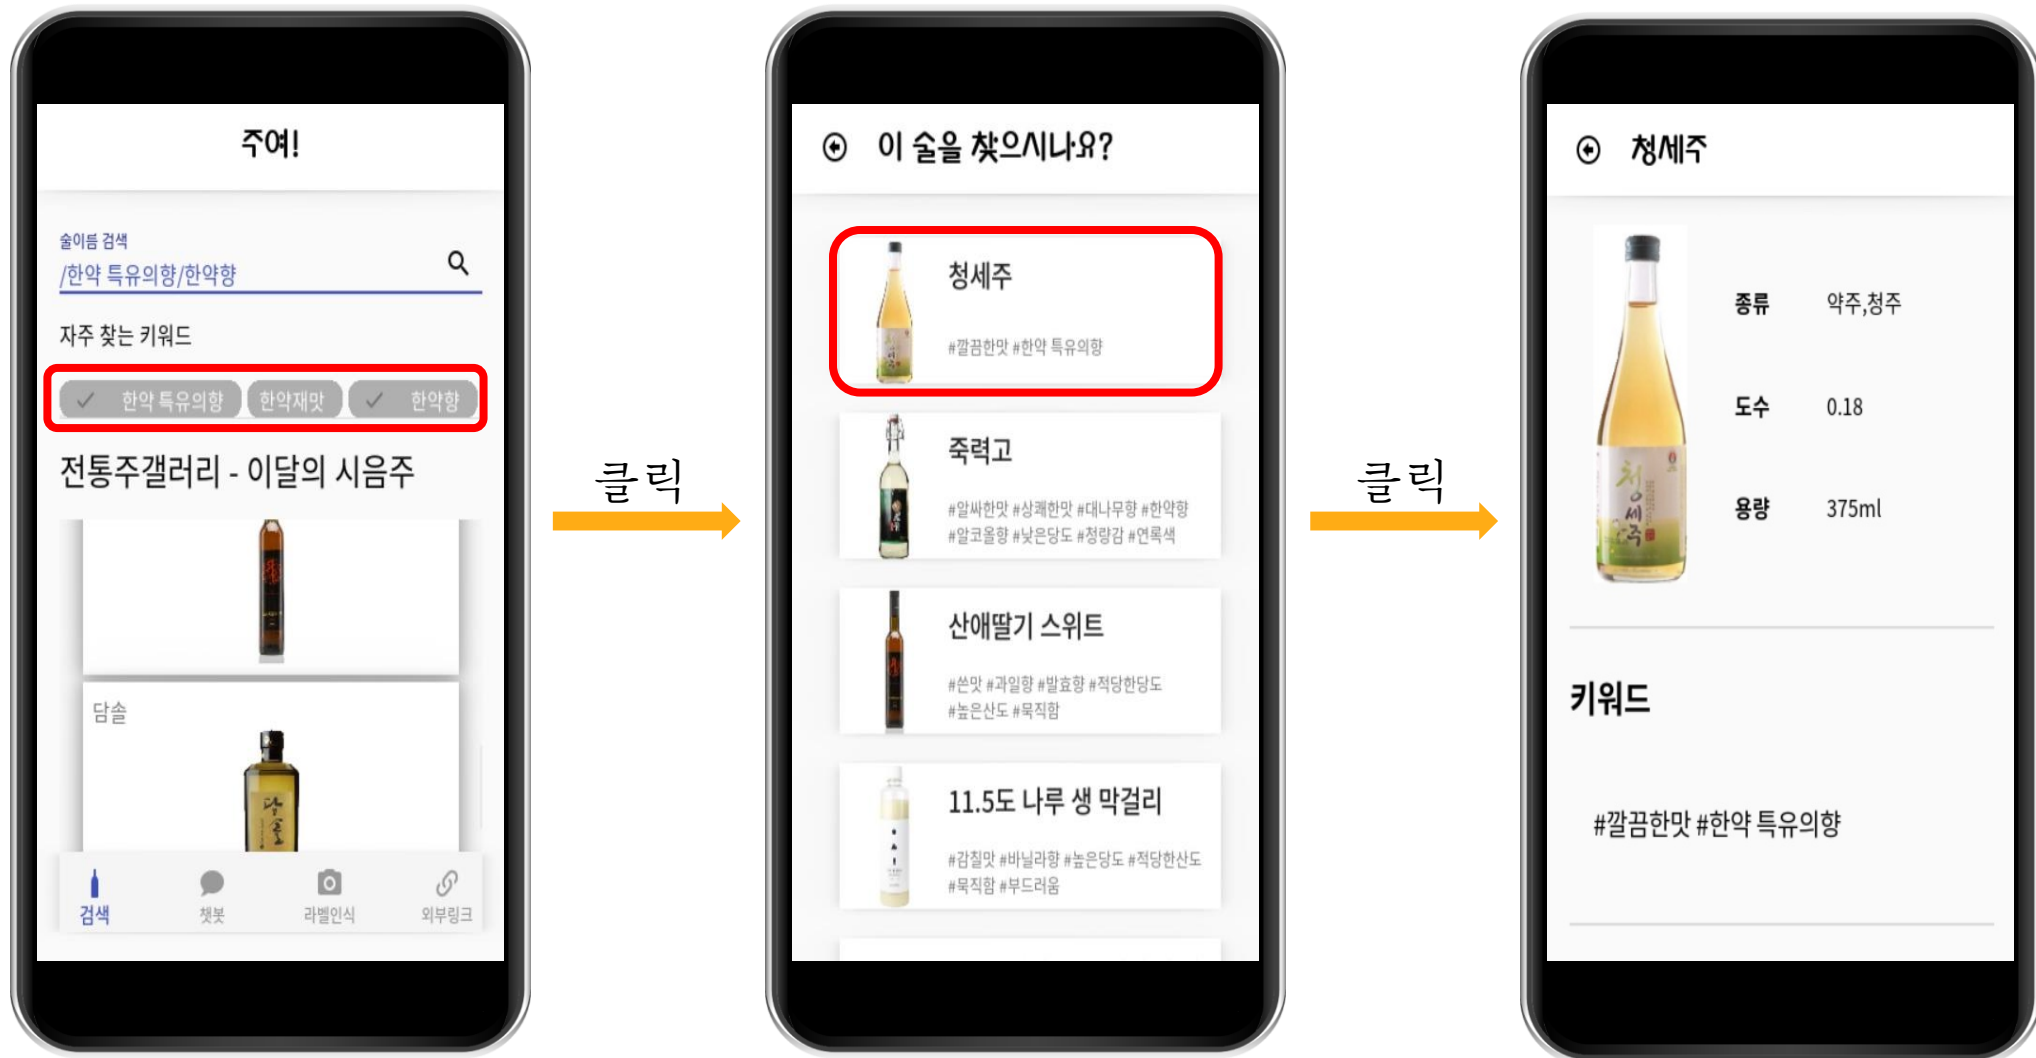 주여!
술이름 검색
/한약 특유의향/한약향
자주 찾는 키워드
한약 특유의향 한약재맛 한약향
전통주갤러리 - 이달의 시음주
담솔
담솔
검색 챗봇 라벨인식 외부링크
클릭
이 술을 찾으시나요?
청세주
#깔끔한맛 #한약 특유의향
죽력고
#알싸한맛 #상쾌한맛 #대나무향 #한약향
#알코올향 #낮은당도 #청량감 #연록색
산애딸기 스위트
#쓴맛 #과일향 #발효향 #적당한당도
#높은산도 #묵직함
11.5도 나루 생 막걸리
#감칠맛 #바닐라향 #높은당도 #적당한산도
#묵직함 #부드러움
클릭
청세주
청세주
종류 약주,청주
도수 0.18
용량 375ml
키워드
#깔끔한맛 #한약 특유의향